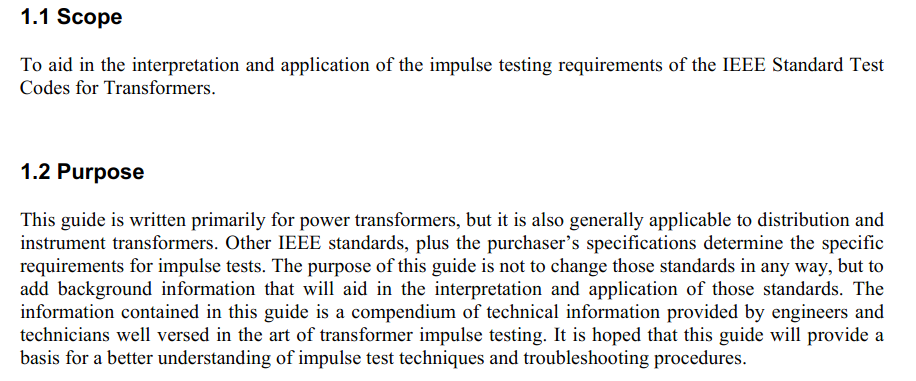 1.1 Scope
To aid in the interpretation and application of the impulse testing requirements of the IEEE Standard Test
Codes for Transformers.
1.2 Purpose
This guide is written primarily for power transformers, but it is also generally applicable to distribution and
instrument transformers. Other IEEE standards, plus the purchaser’s specifications determine the specific
requirements for impulse tests. The purpose of this guide is not to change those standards in any way, but to
add background information that will aid in the interpretation and application of those standards. The
information contained in this guide is a compendium of technical information provided by engineers and
technicians well versed in the art of transformer impulse testing. It is hoped that this guide will provide a
basis for a better understanding of impulse test techniques and troubleshooting procedures.